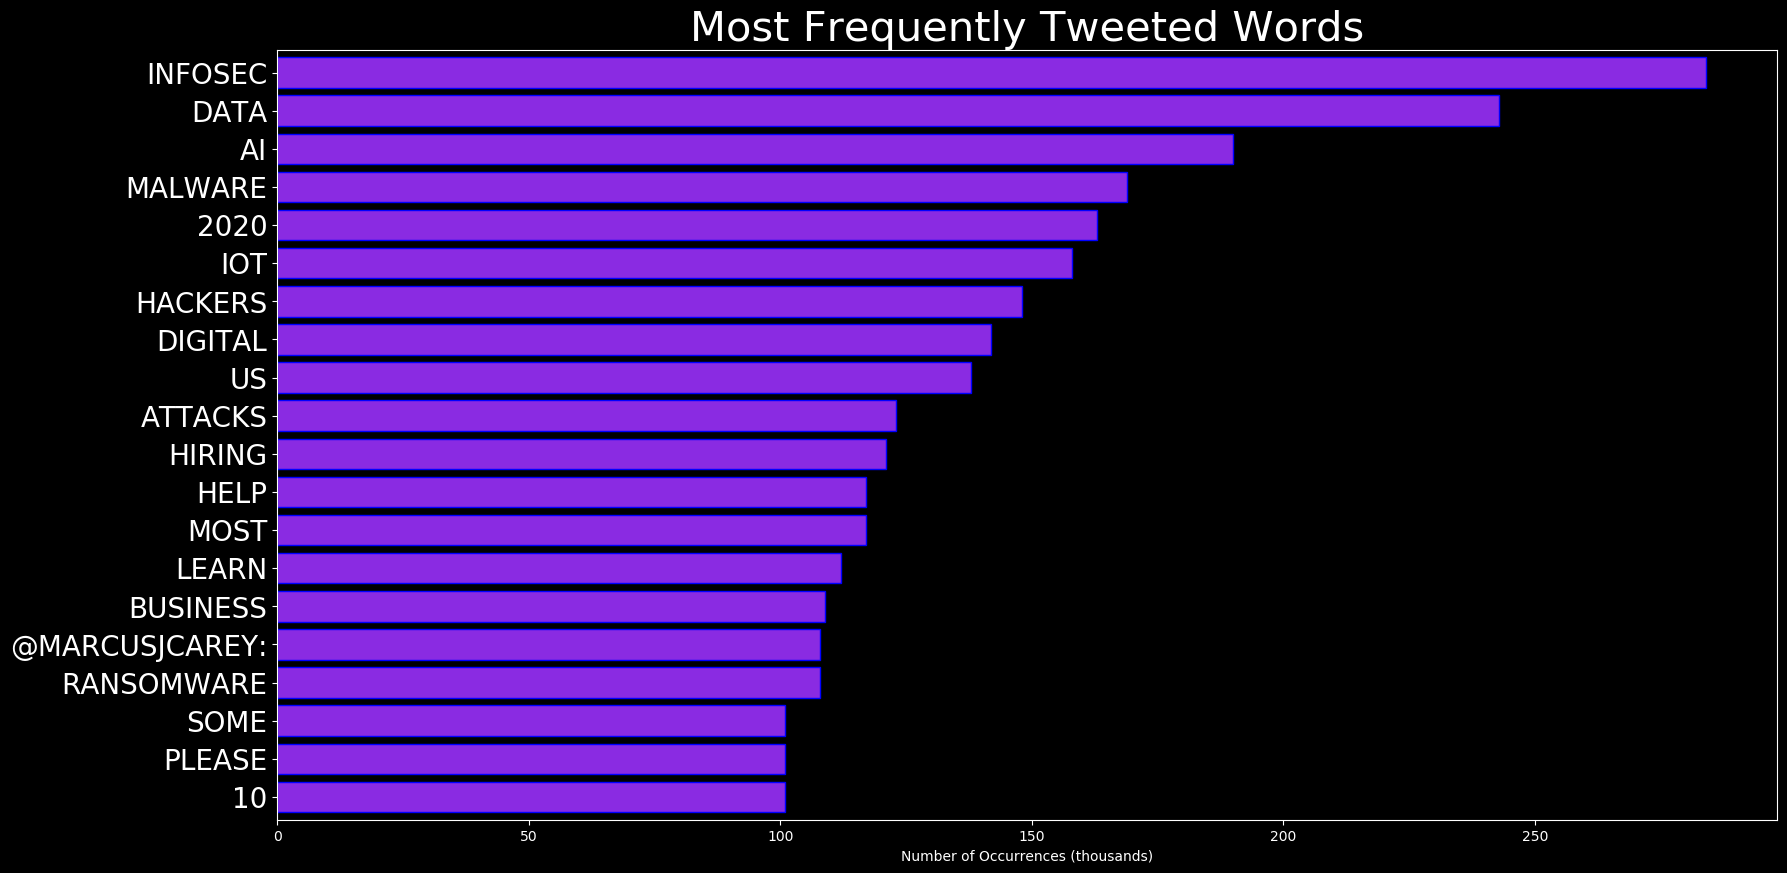 Most Frequently Tweeted Words
INFOSEC
DATA
AI
MALWARE
2020
IOT
HACKERS
DIGITAL
US
ATTACKS
HIRING
HELP
MOST
LEARN
BUSINESS
@MARCUSJCAREY:
RANSOMWARE
SOME
PLEASE
10
0 50 100 150 200 250
Number of Occurrences (thousands)